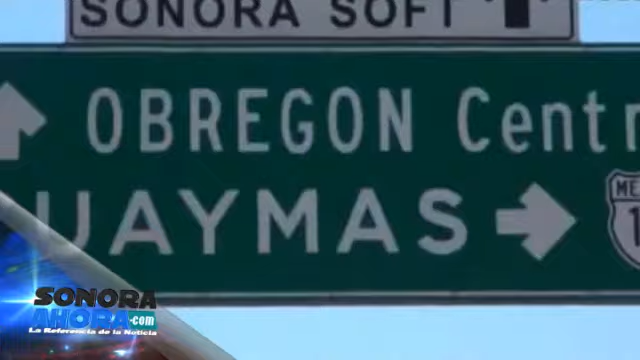 SONORA SOFT
OBREGON Centr
UAYMAS
ME
1
SONORA
AHORA.com
La Referencia de la Noticia